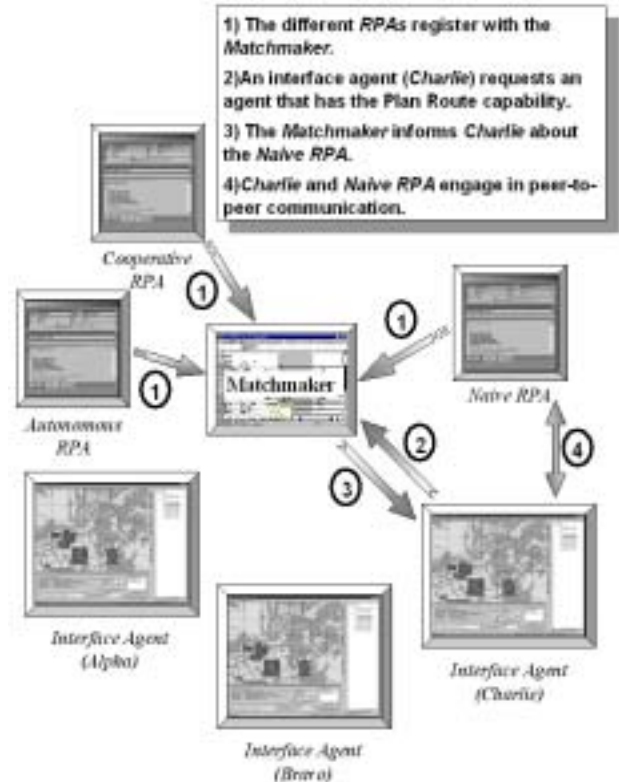 1) The different RPAs register with the
Matchmaker.
2)An interface agent (Charlie) requests an
agent that has the Plan Route capability.
3) The Matchmaker informs Charlie about
the Naive RPA.
4)Charlie and Naive RPA engage in peer-to-
peer communication.
Cooperative
RPA
1
1
Matchmaker
Naive RPA
1
Autonomous
RPA
2
3
4
Interface Agent
(Alpha)
Interface Agent
(Charlie)
Interface Agent
(Bravo)